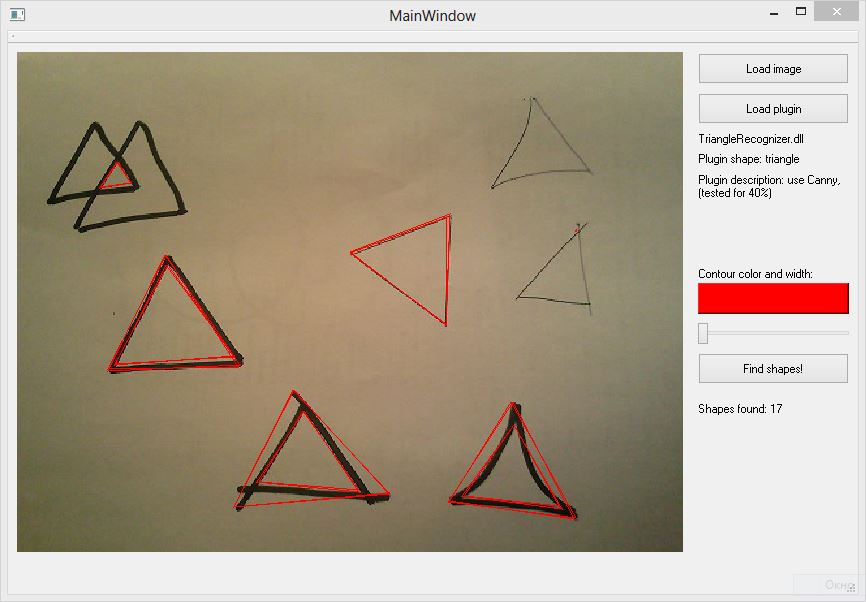 MainWindow
Load image
Load plugin
TriangleRecognizer.dll
Plugin shape: triangle
Plugin description: use Canny,
(tested for 40%)
Contour color and width:
Find shapes!
Shapes found: 17